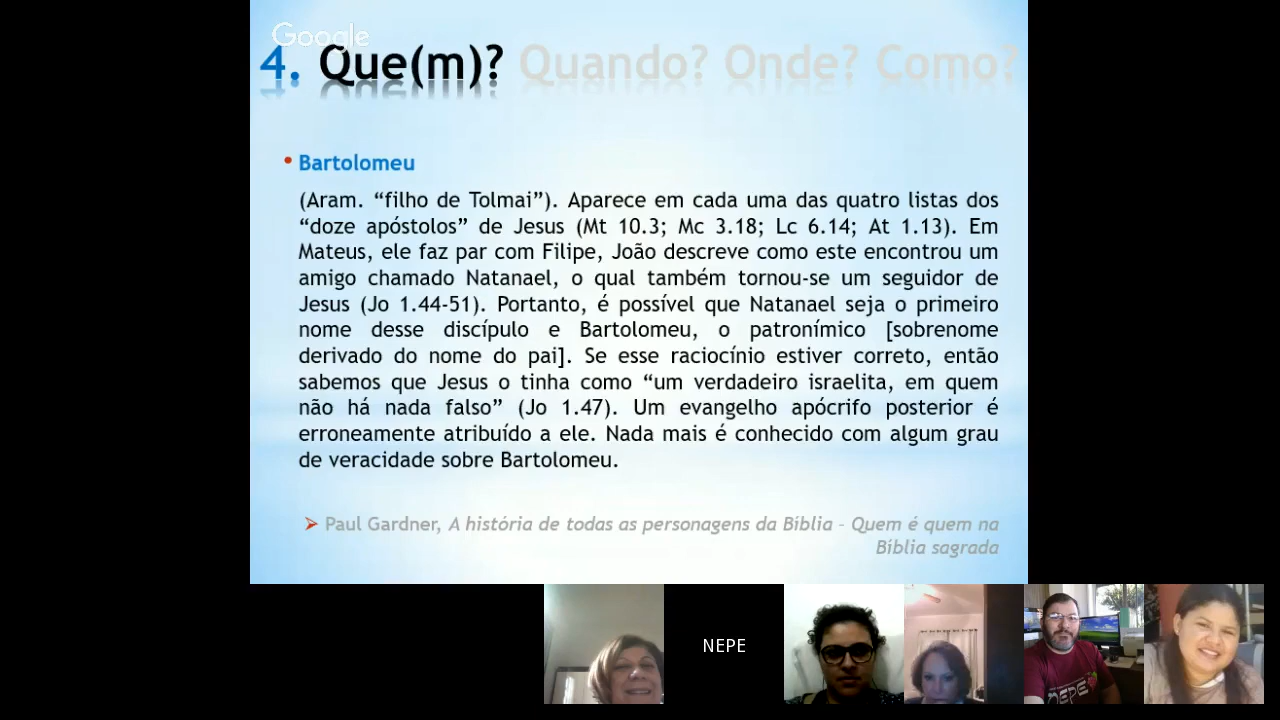 Google
4. Que(m)? Quando? Onde? Como?
• Bartolomeu
(Aram. “filho de Tolmai”). Aparece em cada uma das quatro listas dos
“doze apóstolos” de Jesus (Mt 10.3; Mc 3.18; Lc 6.14; At 1.13). Em
Mateus, ele faz par com Filipe, João descreve como este encontrou um
amigo chamado Natanael, o qual também tornou-se um seguidor de
Jesus (Jo 1.44-51). Portanto, é possível que Natanael seja o primeiro
nome desse discípulo e Bartolomeu, o patronímico [sobrenome
derivado do nome do pai]. Se esse raciocínio estiver correto, então
sabemos que Jesus o tinha como “um verdadeiro israelita, em quem
não há nada falso” (Jo 1.47). Um evangelho apócrifo posterior é
erroneamente atribuído a ele. Nada mais é conhecido com algum grau
de veracidade sobre Bartolomeu.
➢ Paul Gardner, A história de todas as personagens da Bíblia – Quem é quem na
Bíblia sagrada
NEPE
NEPE